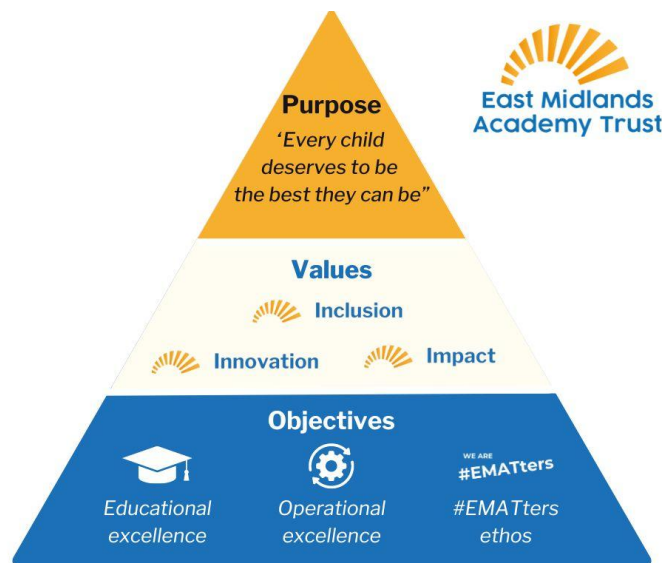 East Midlands
Academy Trust
Purpose
‘Every child
deserves to be
the best they can be”
Values
Inclusion
Innovation
Impact
Objectives
WE ARE
#EMATters
Educational
excellence
Operational
excellence
#EMATters
ethos